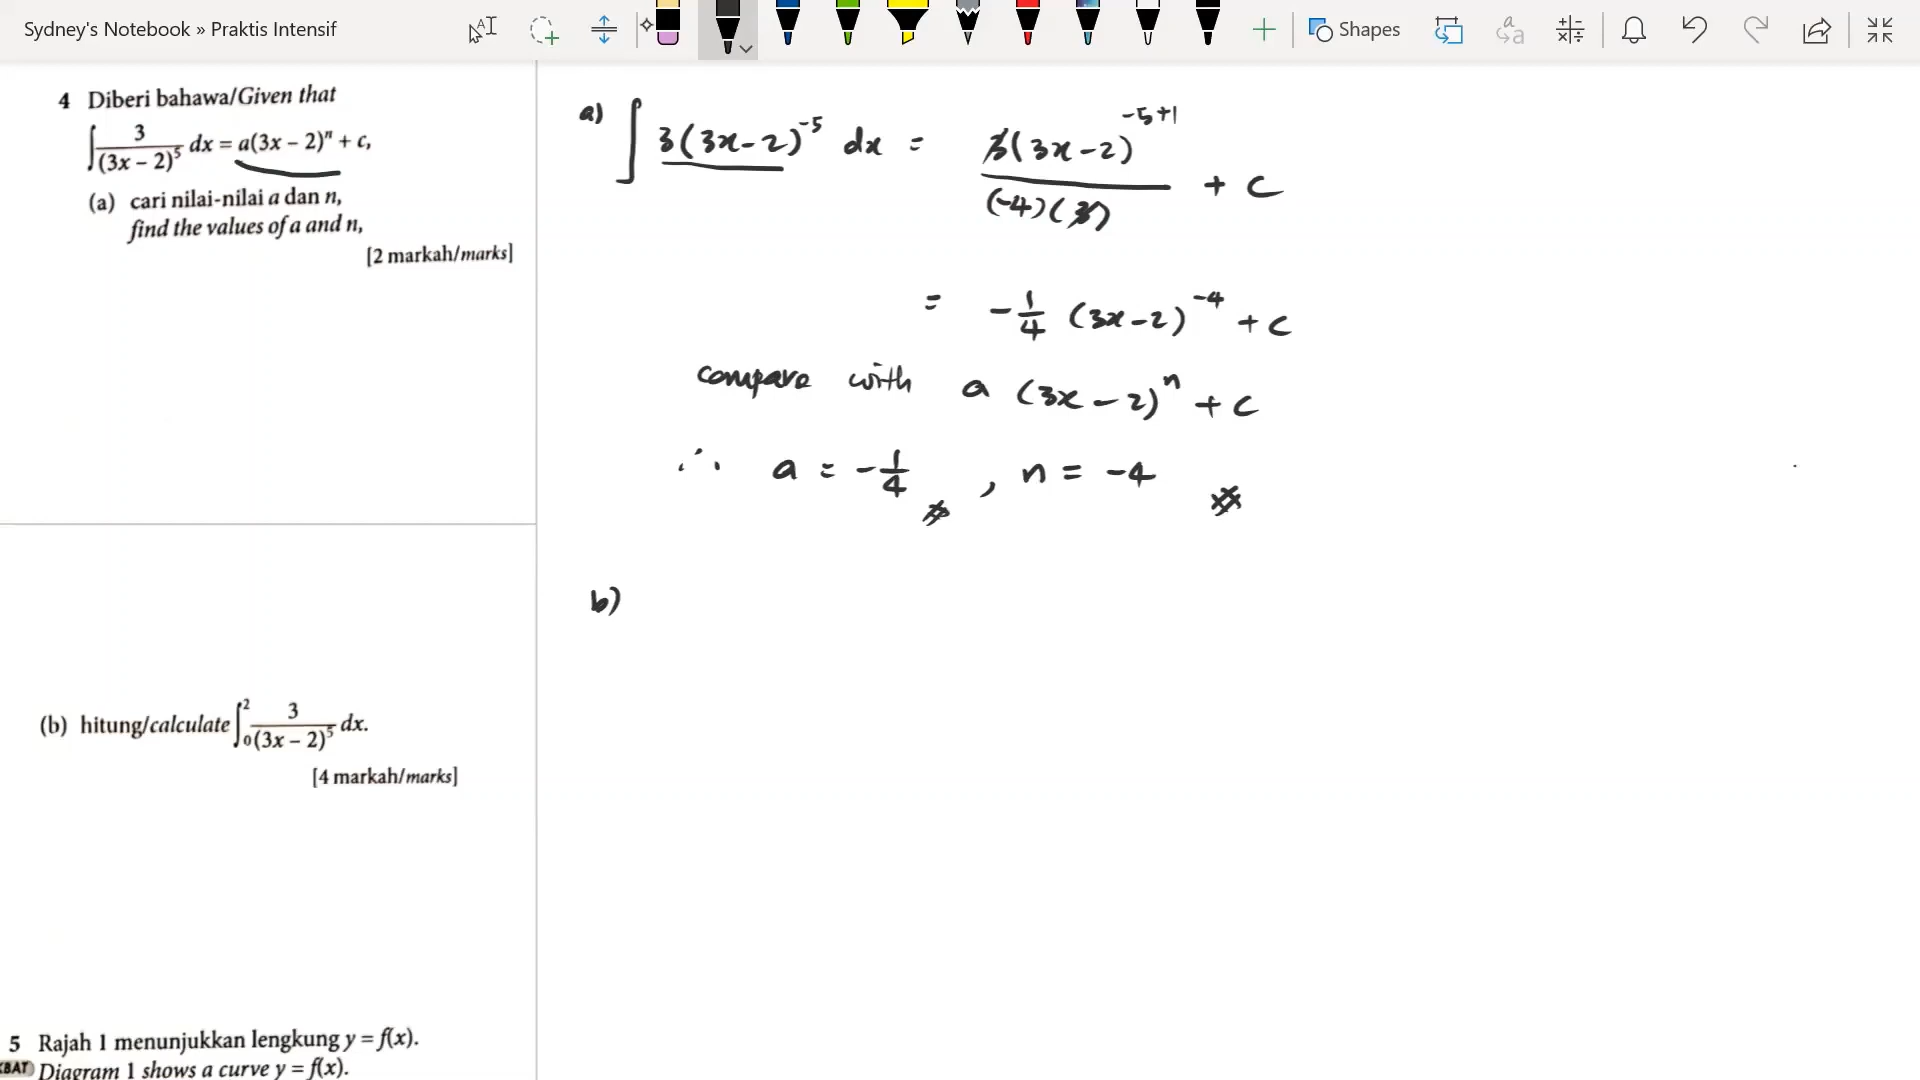 Sydney's Notebook » Praktis Intensif
Shapes
4 Diberi bahawa/Given that
∫ 3/(3x – 2)⁵ dx = a(3x – 2)ⁿ + c,
(a) cari nilai-nilai a dan n,
find the values of a and n,
[2 markah/marks]
a) ∫ 3(3x-2)⁻⁵ dx = 3(3x-2)⁻⁵⁺¹/(-4)(3) + c
= -1/4 (3x-2)⁻⁴ + c
compare with a (3x-2)ⁿ + c
∴ a = -1/4 , n = -4
b)
(b) hitung/calculate ∫₀² 3/(3x – 2)⁵ dx.
[4 markah/marks]
5 Rajah 1 menunjukkan lengkung y = f(x).
KBAT Diagram 1 shows a curve y = f(x).